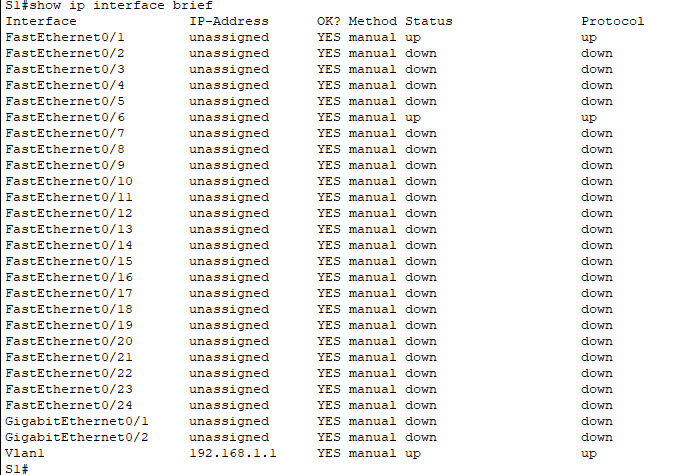 S1#show ip interface brief
Interface              IP-Address      OK? Method Status                Protocol
FastEthernet0/1        unassigned      YES manual up                    up
FastEthernet0/2        unassigned      YES manual down                  down
FastEthernet0/3        unassigned      YES manual down                  down
FastEthernet0/4        unassigned      YES manual down                  down
FastEthernet0/5        unassigned      YES manual down                  down
FastEthernet0/6        unassigned      YES manual up                    up
FastEthernet0/7        unassigned      YES manual down                  down
FastEthernet0/8        unassigned      YES manual down                  down
FastEthernet0/9        unassigned      YES manual down                  down
FastEthernet0/10       unassigned      YES manual down                  down
FastEthernet0/11       unassigned      YES manual down                  down
FastEthernet0/12       unassigned      YES manual down                  down
FastEthernet0/13       unassigned      YES manual down                  down
FastEthernet0/14       unassigned      YES manual down                  down
FastEthernet0/15       unassigned      YES manual down                  down
FastEthernet0/16       unassigned      YES manual down                  down
FastEthernet0/17       unassigned      YES manual down                  down
FastEthernet0/18       unassigned      YES manual down                  down
FastEthernet0/19       unassigned      YES manual down                  down
FastEthernet0/20       unassigned      YES manual down                  down
FastEthernet0/21       unassigned      YES manual down                  down
FastEthernet0/22       unassigned      YES manual down                  down
FastEthernet0/23       unassigned      YES manual down                  down
FastEthernet0/24       unassigned      YES manual down                  down
GigabitEthernet0/1     unassigned      YES manual down                  down
GigabitEthernet0/2     unassigned      YES manual down                  down
Vlan1                  192.168.1.1     YES manual up                    up
S1#